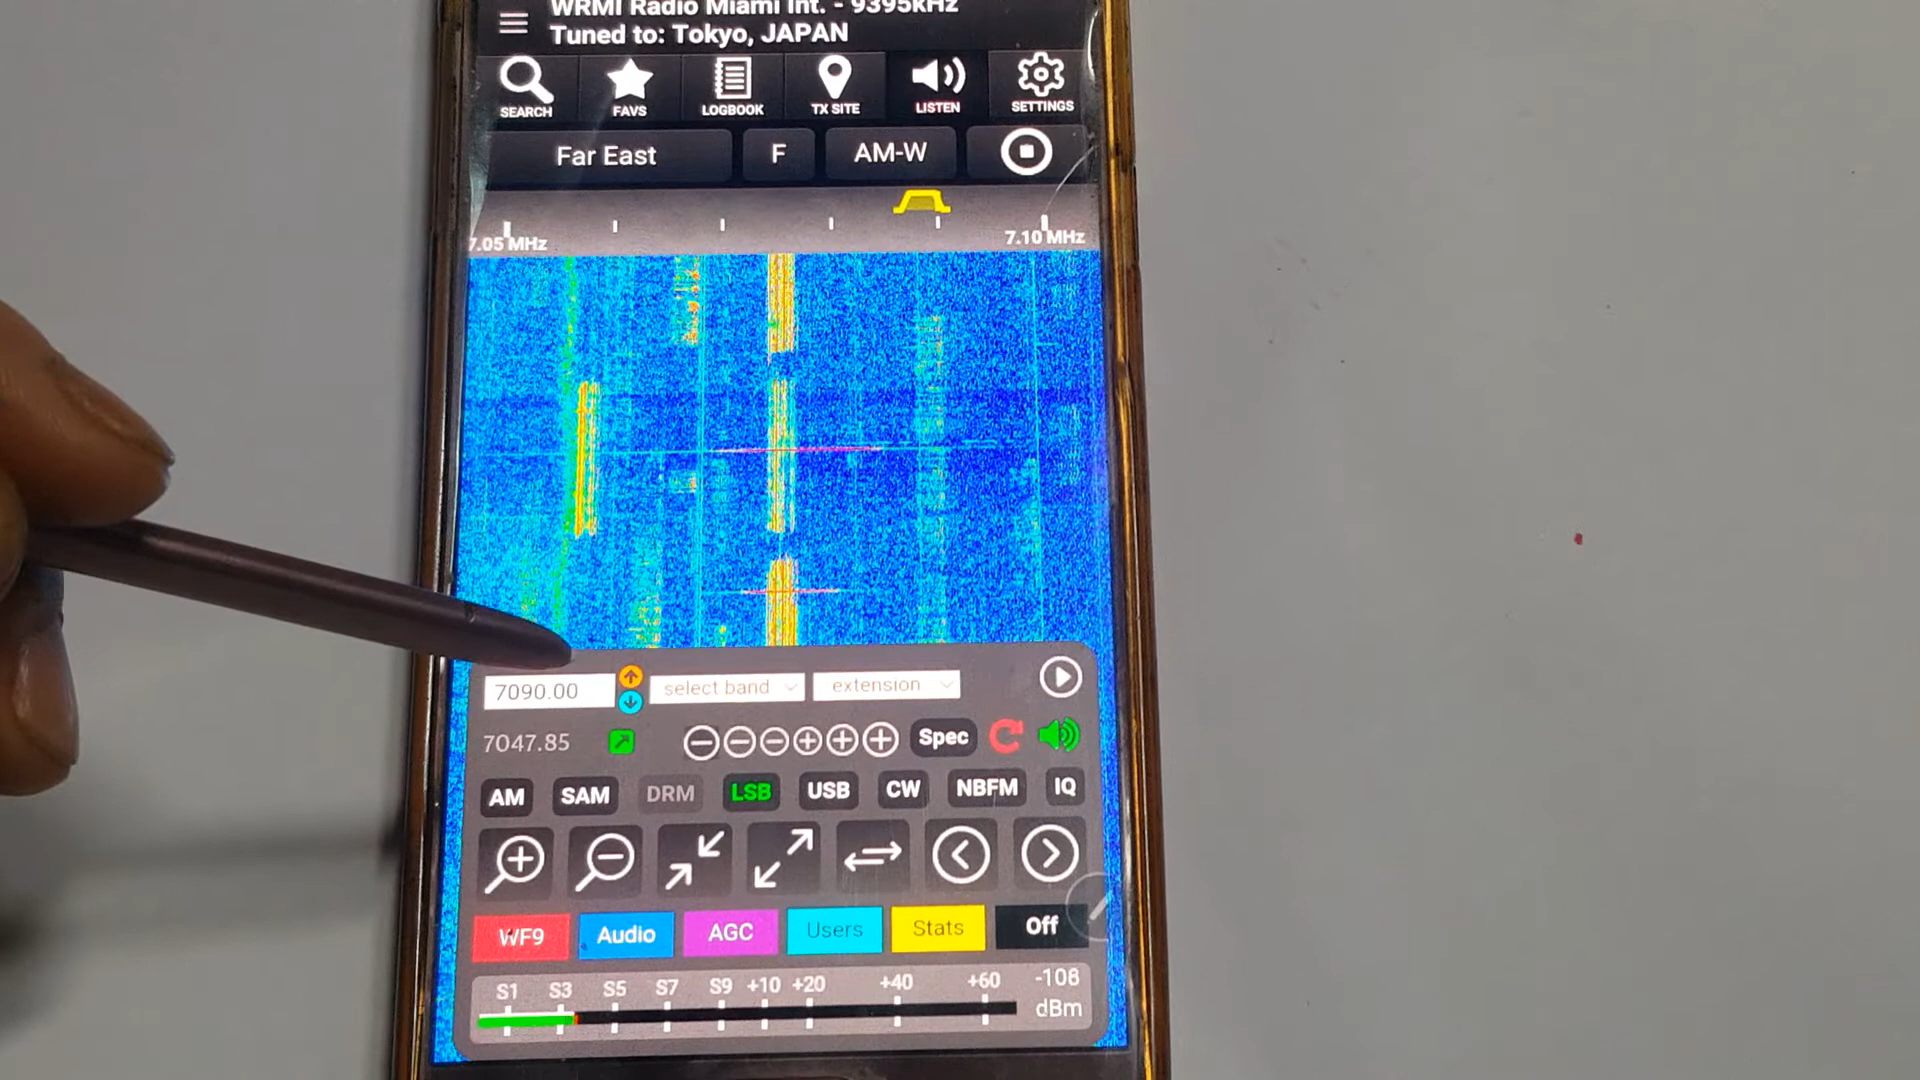 WRMI Radio Miami Int. - 9395kHz
Tuned to: Tokyo, JAPAN
SEARCH FAVS LOGBOOK TX SITE LISTEN SETTINGS
Far East F AM-W
7.05 MHz 7.10 MHz
7090.00 select band extension
7047.85 Spec
AM SAM DRM LSB USB CW NBFM IQ
WF9 Audio AGC Users Stats Off
S1 S3 S5 S7 S9 +10 +20 +40 +60 -108
dBm